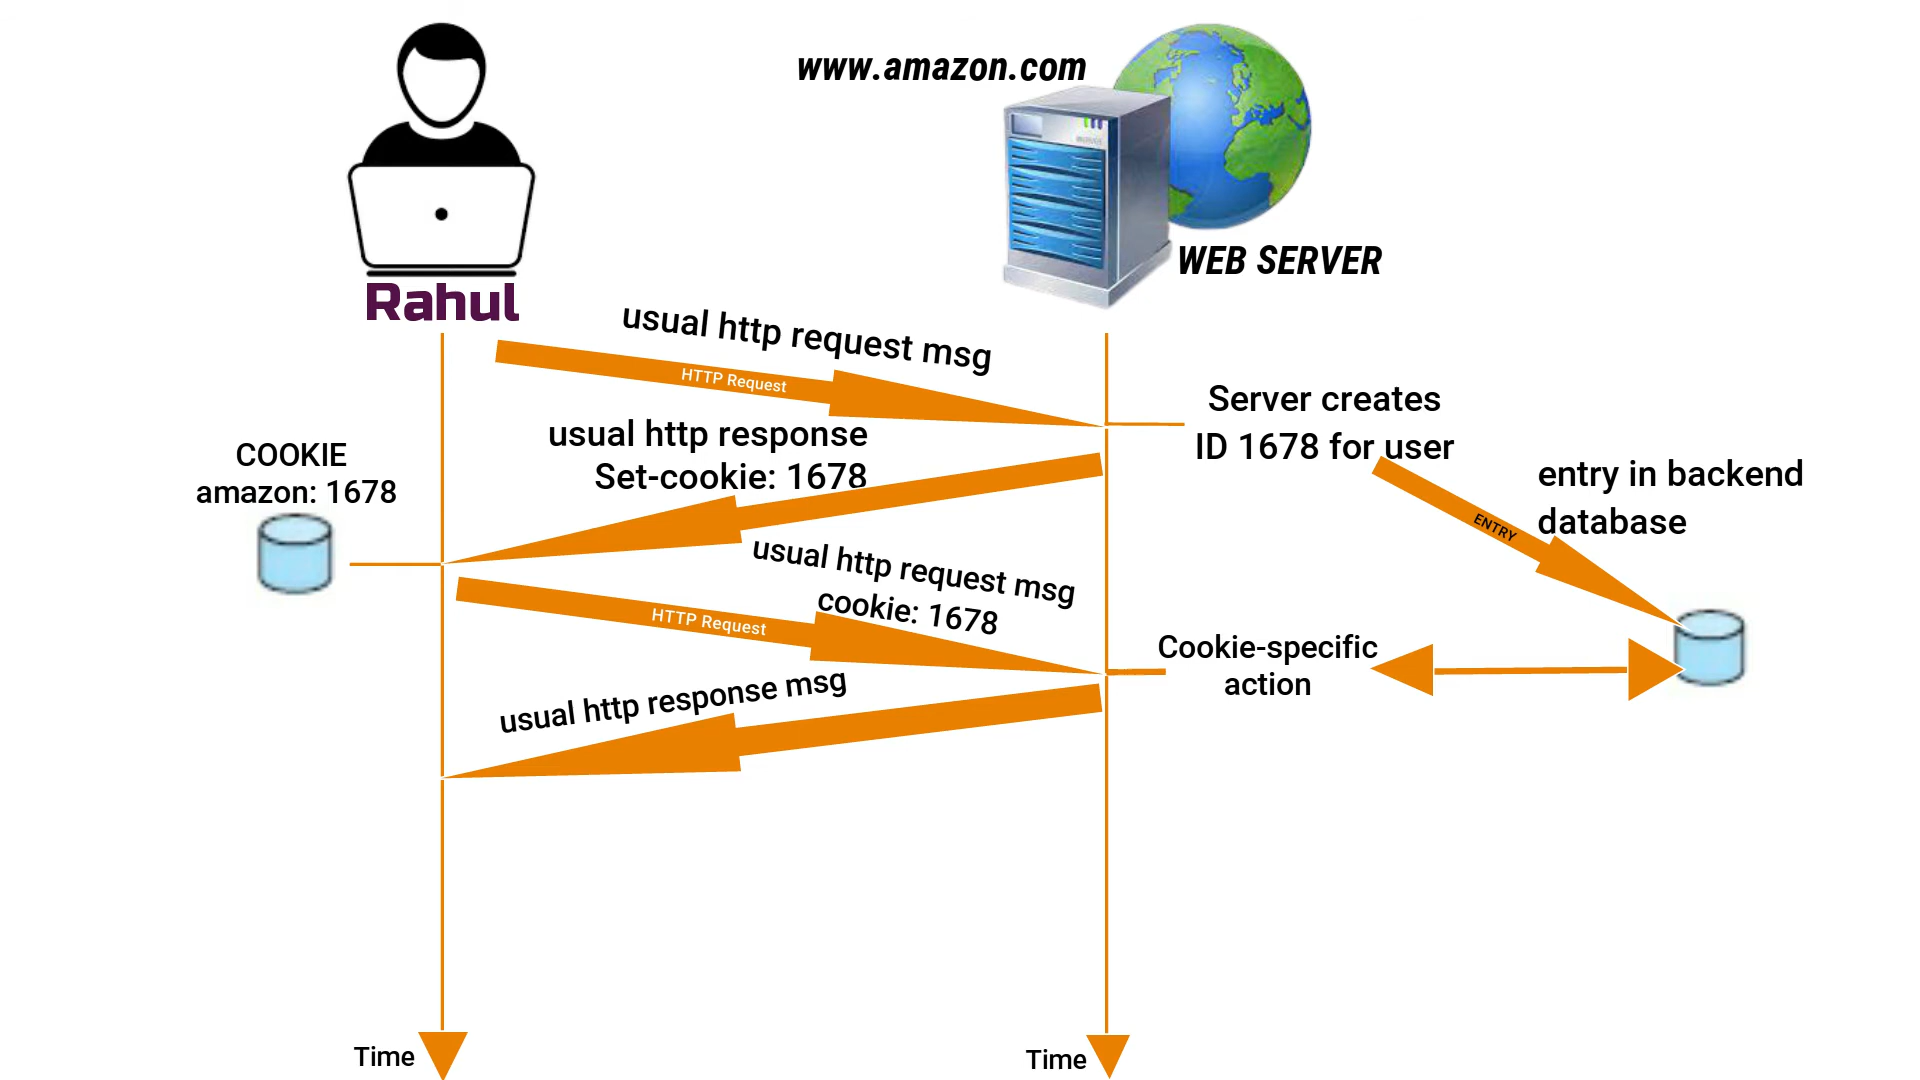 www.amazon.com
WEB SERVER
Rahul
usual http request msg
HTTP Request
Server creates
ID 1678 for user
usual http response
Set-cookie: 1678
COOKIE
amazon: 1678
entry in backend
database
ENTRY
usual http request msg
cookie: 1678
HTTP Request
Cookie-specific
action
usual http response msg
Time
Time